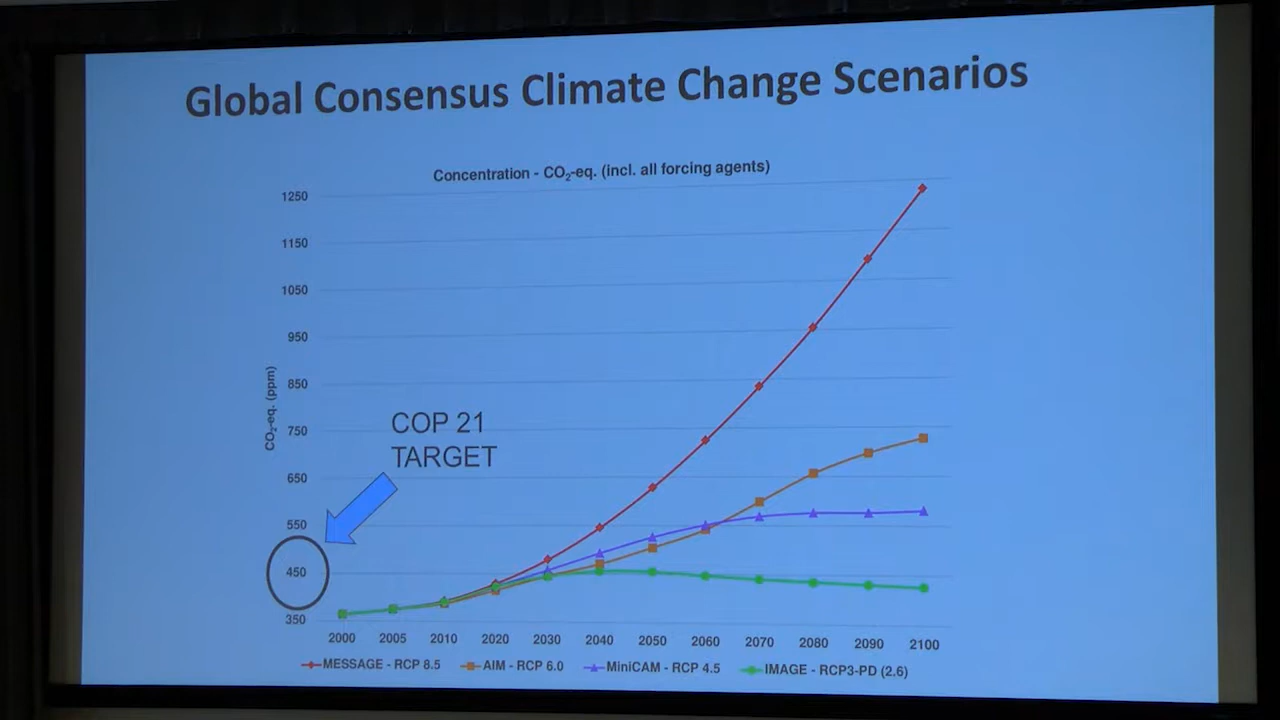 Global Consensus Climate Change Scenarios
Concentration - CO₂-eq. (incl. all forcing agents)
1250
1150
1050
950
850
750
650
550
450
350
CO₂-eq. (ppm)
COP 21
TARGET
2000 2005 2010 2020 2030 2040 2050 2060 2070 2080 2090 2100
MESSAGE - RCP 8.5 AIM - RCP 6.0 MiniCAM - RCP 4.5 IMAGE - RCP3-PD (2.6)